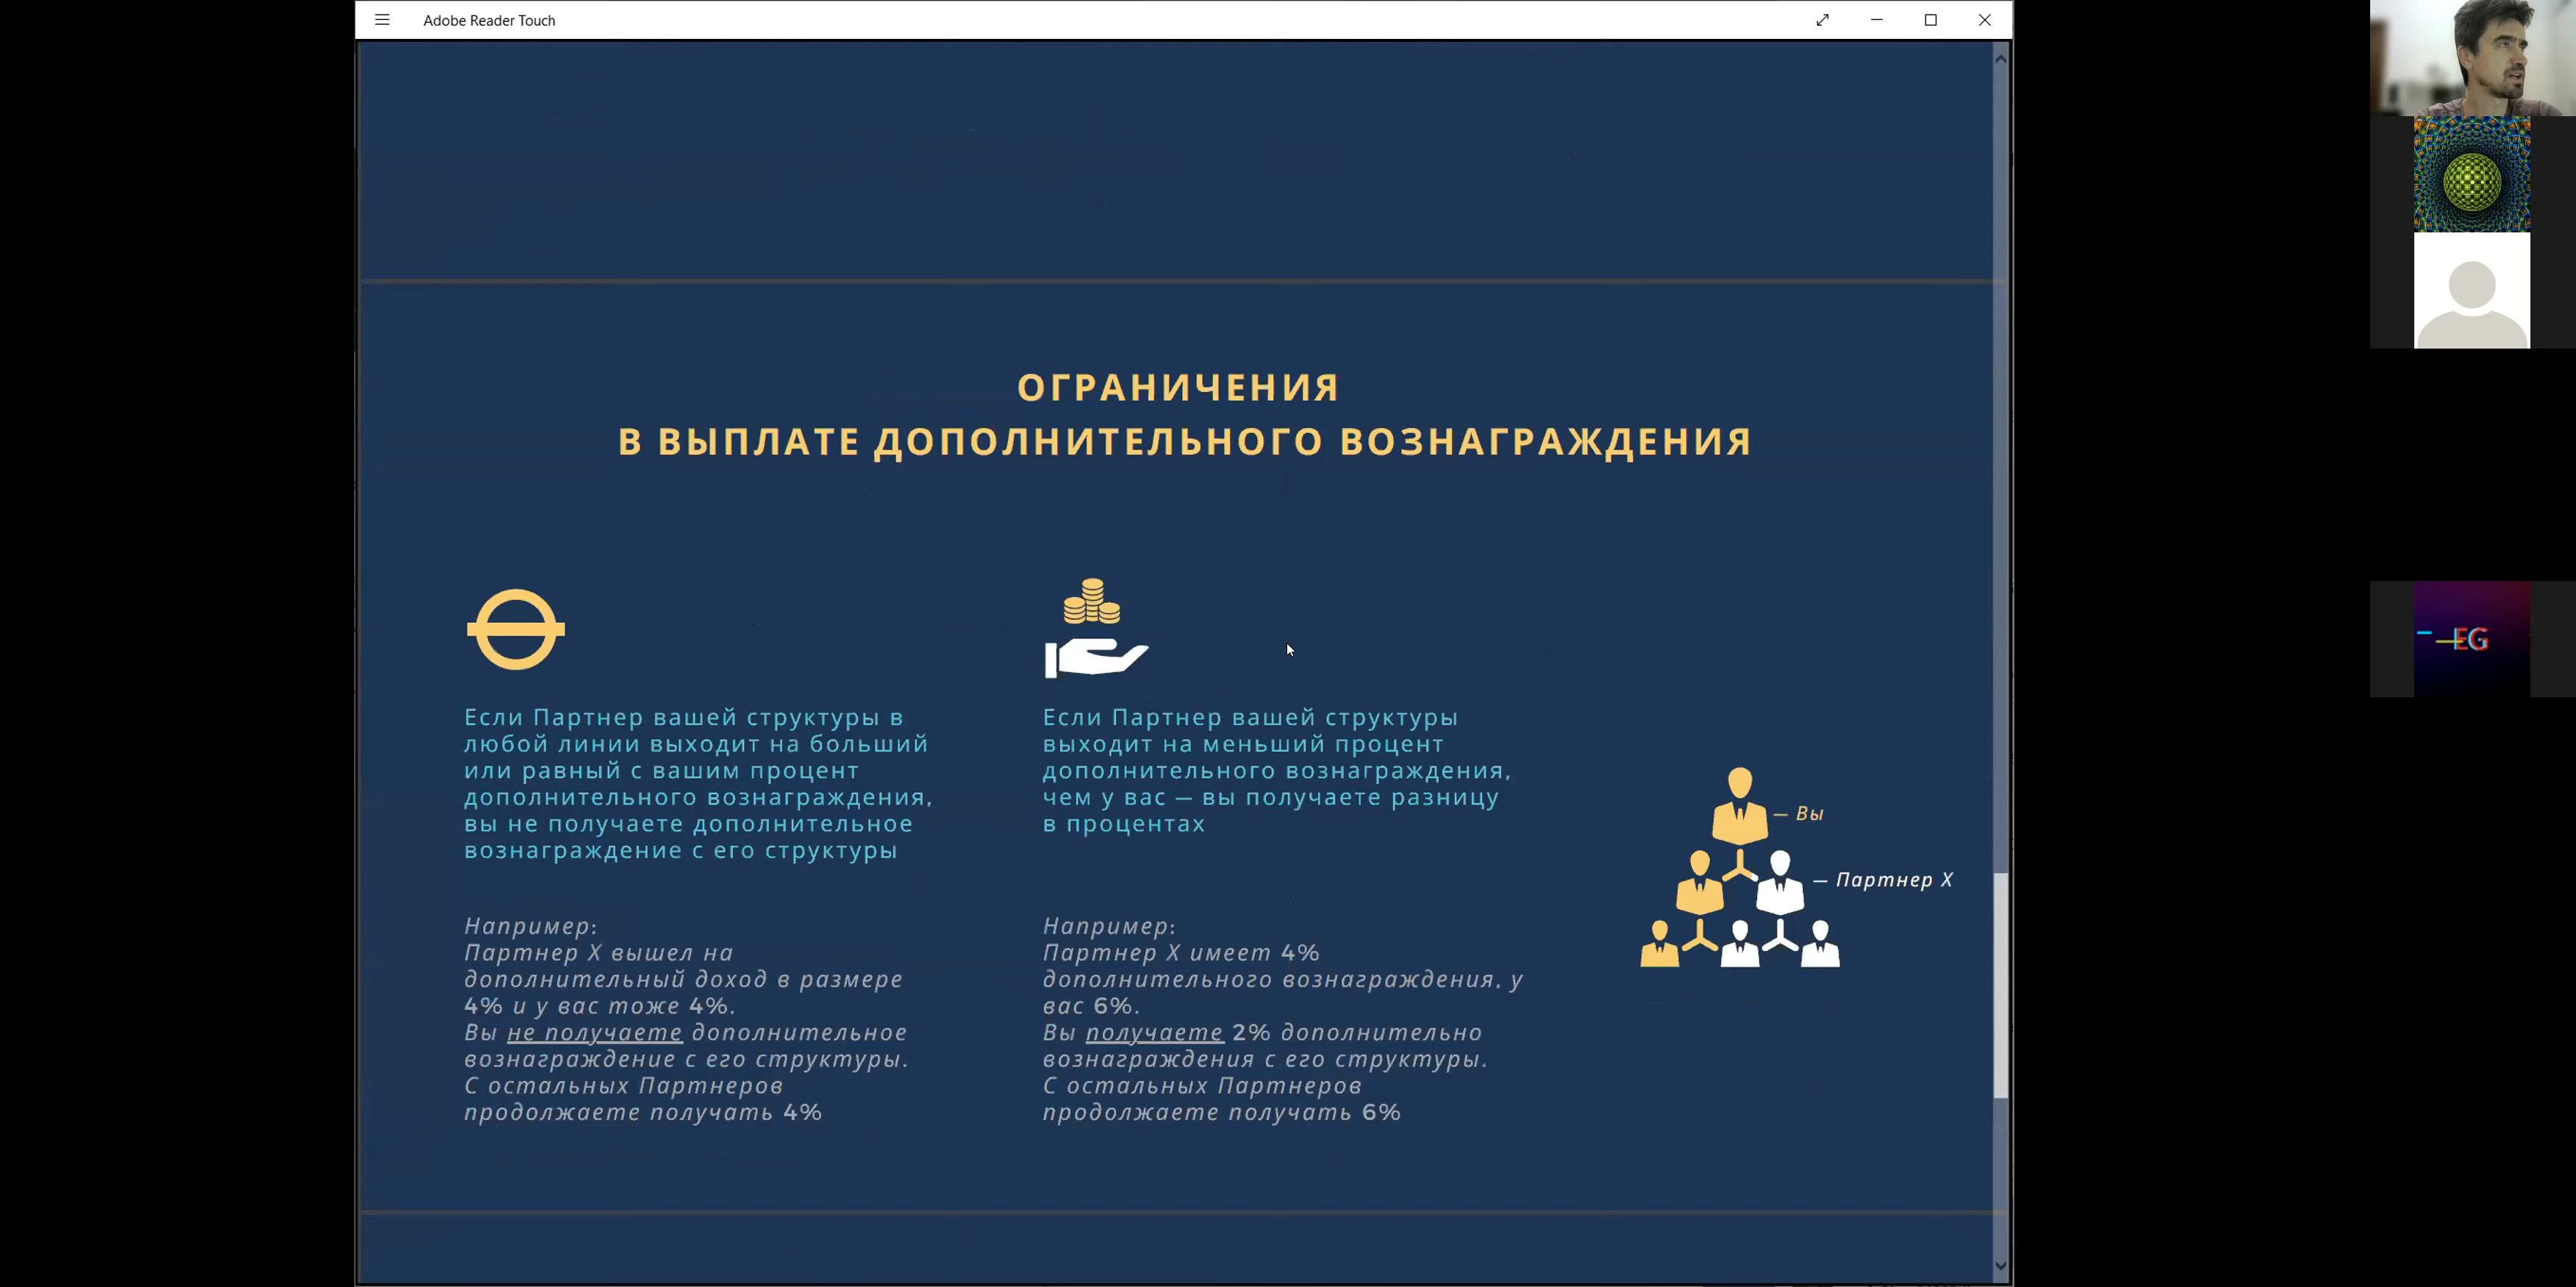 Adobe Reader Touch
ОГРАНИЧЕНИЯ
В ВЫПЛАТЕ ДОПОЛНИТЕЛЬНОГО ВОЗНАГРАЖДЕНИЯ
Если Партнер вашей структуры в
любой линии выходит на больший
или равный с вашим процент
дополнительного вознаграждения,
вы не получаете дополнительное
вознаграждение с его структуры
Например:
Партнер X вышел на
дополнительный доход в размере
4% и у вас тоже 4%.
Вы не получаете дополнительное
вознаграждение с его структуры.
С остальных Партнеров
продолжаете получать 4%
Если Партнер вашей структуры
выходит на меньший процент
дополнительного вознаграждения,
чем у вас — вы получаете разницу
в процентах
Например:
Партнер X имеет 4%
дополнительного вознаграждения, у
вас 6%.
Вы получаете 2% дополнительно
вознаграждения с его структуры.
С остальных Партнеров
продолжаете получать 6%
— Вы
— Партнер X
EG